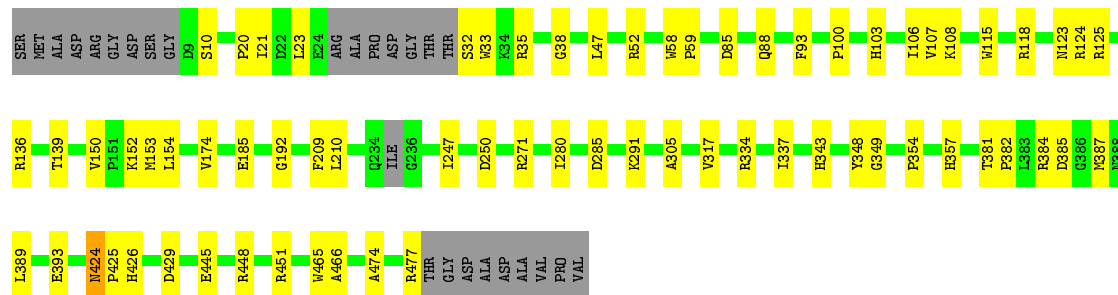 SER MET ALA ASP ARG GLY ASP SER GLY D9 S10 P20 I21 D22 L23 E24 ARG ALA PRO ASP GLY THR THR S32 W33 K34 R35 G38 L47 R52 W58 P59 D85 Q88 F93 P100 H103 I106 V107 K108 W115 R118 N123 R124 R125
R136 T139 V150 P151 K152 M153 L154 V174 E185 G192 F209 L210 Q234 ILE G236 I247 D250 R271 I280 D285 K291 A305 V317 R334 I337 H343 Y348 G349 P354 H357 T381 P382 L383 R384 D385 G386 M387
L389 E393 N424 P425 H426 D429 E445 R448 R451 W465 A466 A474 R477 THR GLY ASP ALA ASP ALA VAL PRO VAL